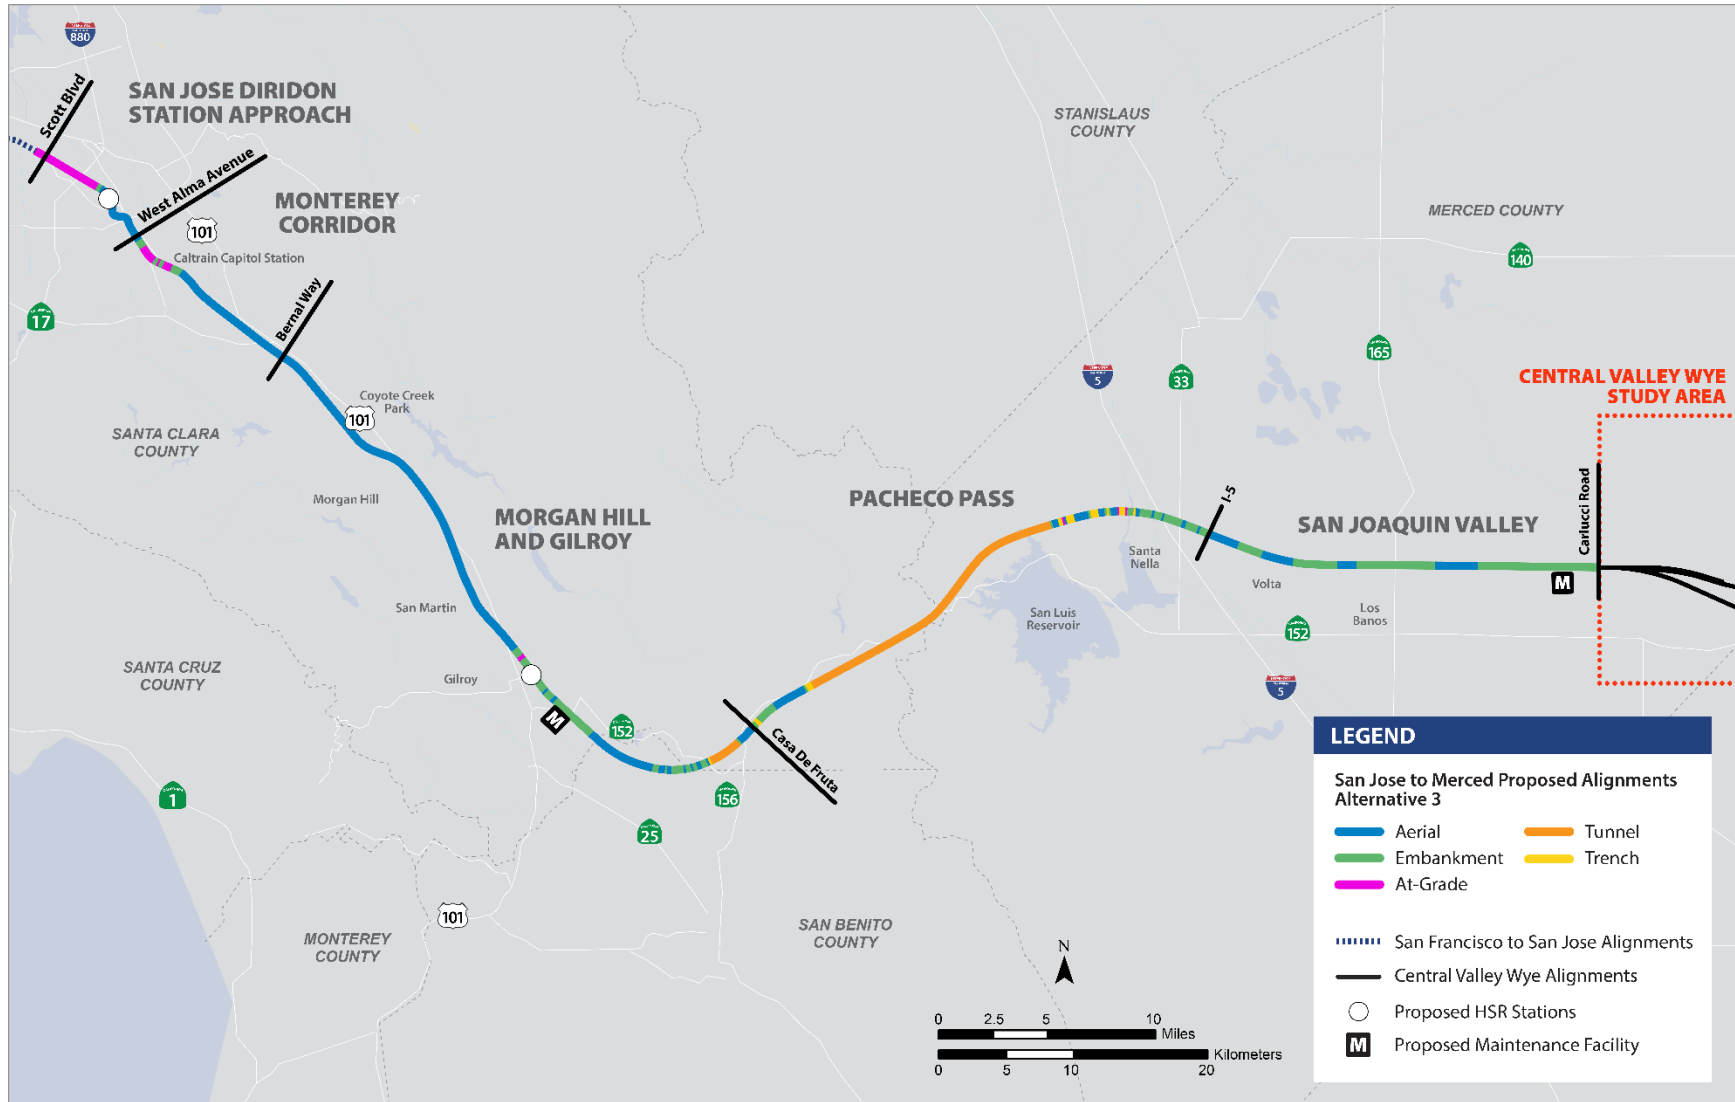 880
SAN JOSE DIRIDON
STATION APPROACH
Scott Blvd
West Alma Avenue
MONTEREY
CORRIDOR
101
Caltrain Capitol Station
17
Bernal Way
Coyote Creek
Park
101
SANTA CLARA
COUNTY
Morgan Hill
MORGAN HILL
AND GILROY
San Martin
SANTA CRUZ
COUNTY
Gilroy
M
152
Casa De Fruta
156
25
1
101
MONTEREY
COUNTY
SAN BENITO
COUNTY
STANISLAUS
COUNTY
MERCED COUNTY
140
165
5
33
CENTRAL VALLEY WYE
STUDY AREA
PACHECO PASS
I-5
SAN JOAQUIN VALLEY
Carlucci Road
Santa
Nella
Volta
M
San Luis
Reservoir
Los
Banos
152
5
N
0 2.5 5 10
Miles
Kilometers
0 5 10 20
LEGEND
San Jose to Merced Proposed Alignments
Alternative 3
Aerial
Tunnel
Embankment
Trench
At-Grade
San Francisco to San Jose Alignments
Central Valley Wye Alignments
Proposed HSR Stations
M Proposed Maintenance Facility